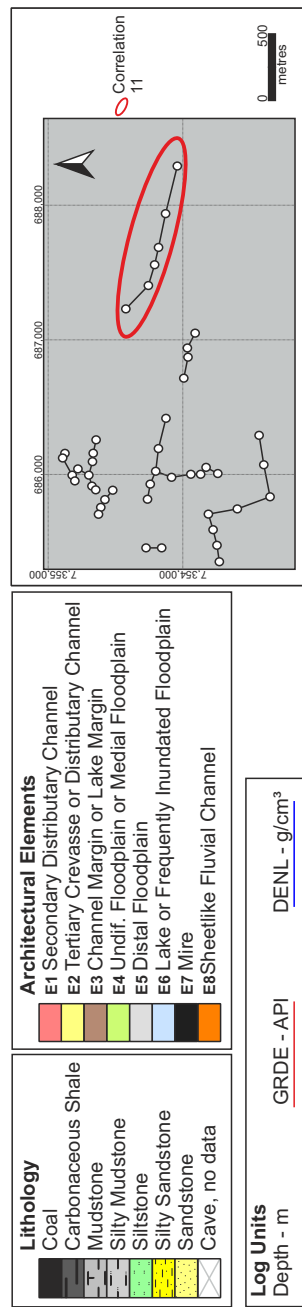 Lithology
Coal
Carbonaceous Shale
Mudstone
Silty Mudstone
Siltstone
Silty Sandstone
Sandstone
Cave, no data
Architectural Elements
E1 Secondary Distributary Channel
E2 Tertiary Crevasse or Distributary Channel
E3 Channel Margin or Lake Margin
E4 Undif. Floodplain or Medial Floodplain
E5 Distal Floodplain
E6 Lake or Frequently Inundated Floodplain
E7 Mire
E8Sheetlike Fluvial Channel
Log Units
Depth - m
GRDE - API
DENL - g/cm³
7,355,000
7,354,000
686,000
687,000
688,000
Correlation
11
0 500
metres